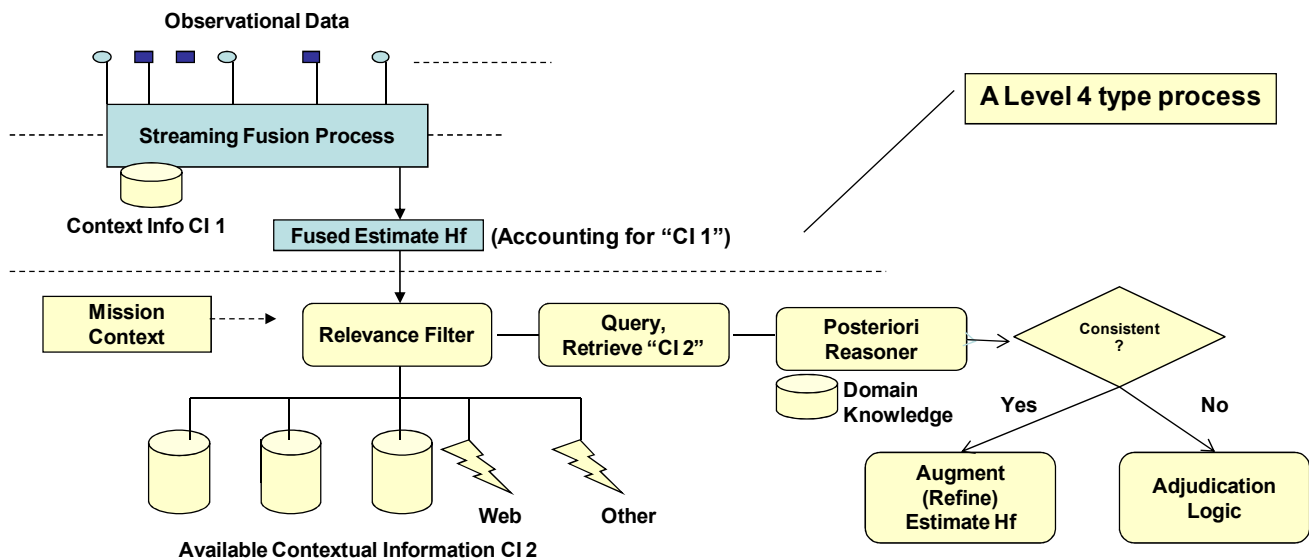 Observational Data
A Level 4 type process
Streaming Fusion Process
Context Info CI 1
Fused Estimate Hf
(Accounting for “CI 1”)
Mission
Context
Relevance Filter
Query,
Retrieve “CI 2”
Posteriori
Reasoner
Consistent
?
Domain
Knowledge
Yes
No
Web
Other
Augment
(Refine)
Estimate Hf
Adjudication
Logic
Available Contextual Information CI 2